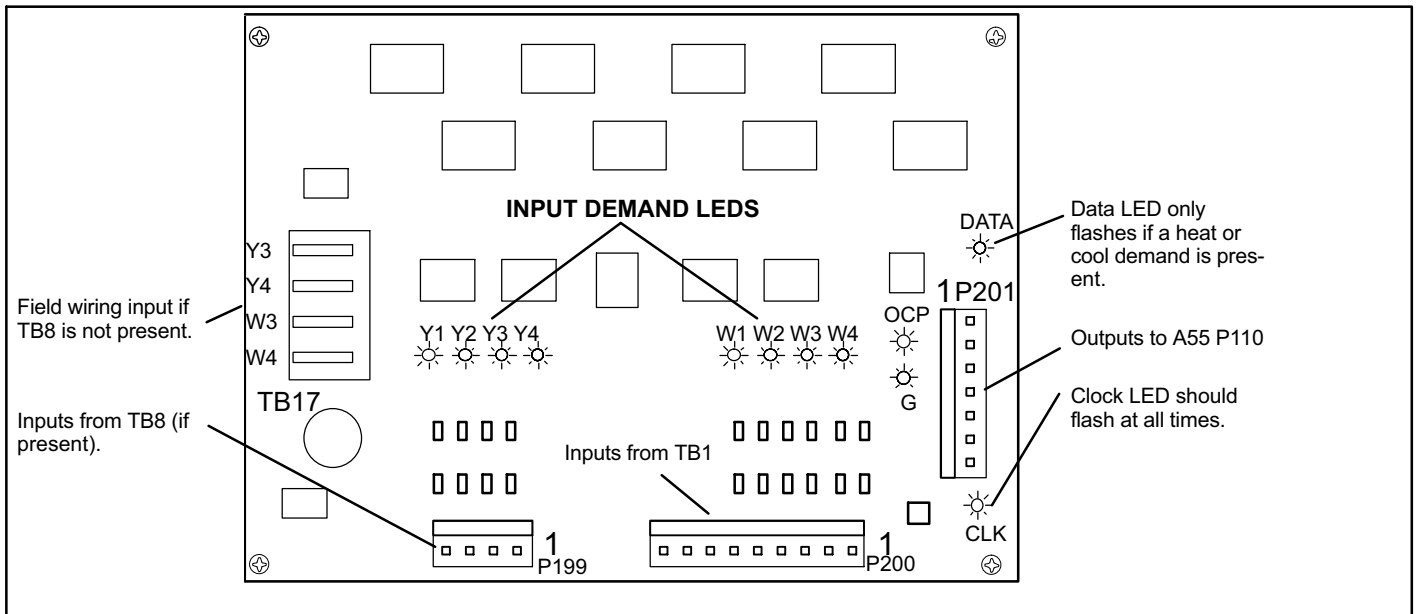 INPUT DEMAND LEDS
DATA
Data LED only
flashes if a heat or
cool demand is pres-
ent.
Y3
Y4
W3
W4
Field wiring input if
TB8 is not present.
1 P201
OCP
Y1 Y2 Y3 Y4
W1 W2 W3 W4
G
Outputs to A55 P110
TB17
Clock LED should
flash at all times.
Inputs from TB8 (if
present).
Inputs from TB1
CLK
1
P199
1
P200